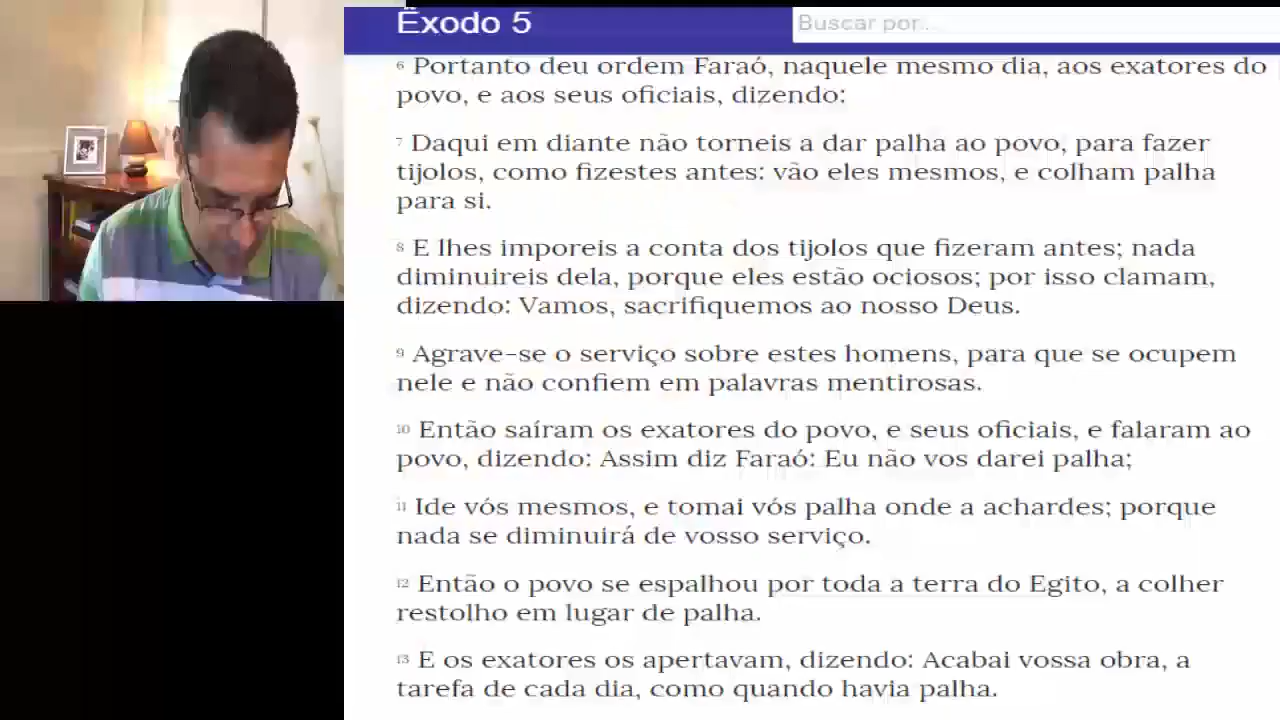 Êxodo 5
Buscar por...
6 Portanto deu ordem Faraó, naquele mesmo dia, aos exatores do
povo, e aos seus oficiais, dizendo:
7 Daqui em diante não torneis a dar palha ao povo, para fazer
tijolos, como fizestes antes: vão eles mesmos, e colham palha
para si.
8 E lhes imporeis a conta dos tijolos que fizeram antes; nada
diminuireis dela, porque eles estão ociosos; por isso clamam,
dizendo: Vamos, sacrifiquemos ao nosso Deus.
9 Agrave-se o serviço sobre estes homens, para que se ocupem
nele e não confiem em palavras mentirosas.
10 Então saíram os exatores do povo, e seus oficiais, e falaram ao
povo, dizendo: Assim diz Faraó: Eu não vos darei palha;
11 Ide vós mesmos, e tomai vós palha onde a achardes; porque
nada se diminuirá de vosso serviço.
12 Então o povo se espalhou por toda a terra do Egito, a colher
restolho em lugar de palha.
13 E os exatores os apertavam, dizendo: Acabai vossa obra, a
tarefa de cada dia, como quando havia palha.